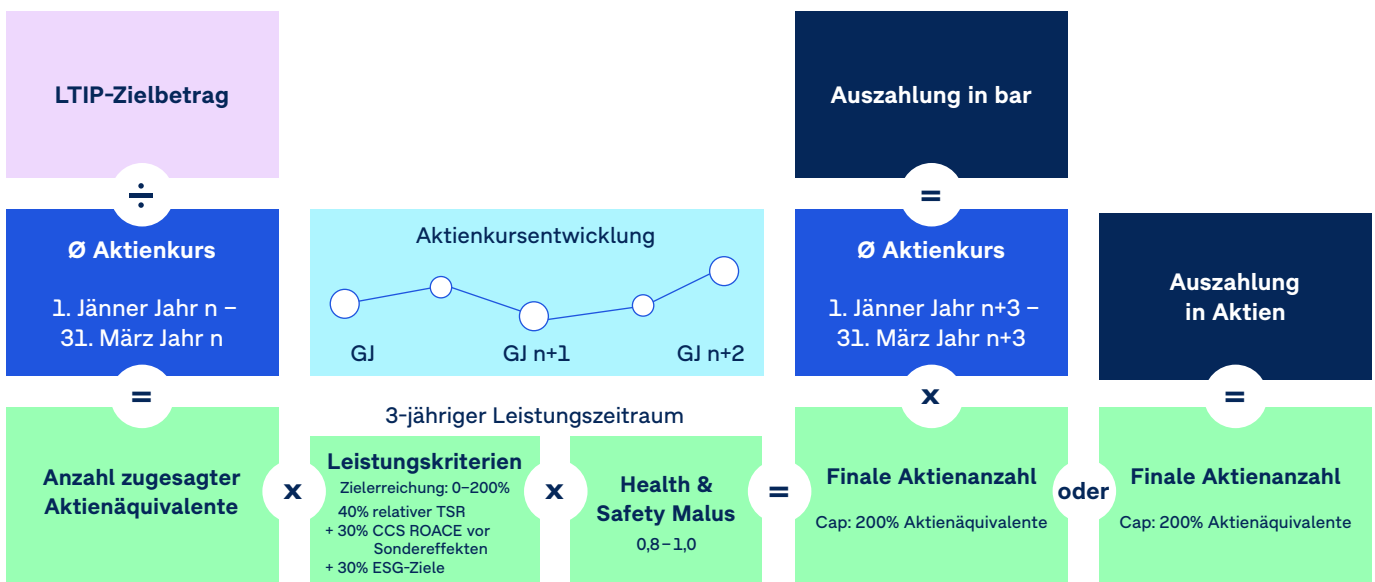 LTIP-Zielbetrag
÷
Ø Aktienkurs
1. Jänner Jahr n –
31. März Jahr n
=
Anzahl zugesagter
Aktienäquivalente
x
Aktienkursentwicklung
GJ
GJ n+1
GJ n+2
3-jähriger Leistungszeitraum
Leistungskriterien
Zielerreichung: 0–200%
40% relativer TSR
+ 30% CCS ROACE vor
Sondereffekten
+ 30% ESG-Ziele
x
Health &
Safety Malus
0,8–1,0
=
Auszahlung in bar
=
Ø Aktienkurs
1. Jänner Jahr n+3 –
31. März Jahr n+3
x
Finale Aktienanzahl
Cap: 200% Aktienäquivalente
oder
Auszahlung
in Aktien
=
Finale Aktienanzahl
Cap: 200% Aktienäquivalente